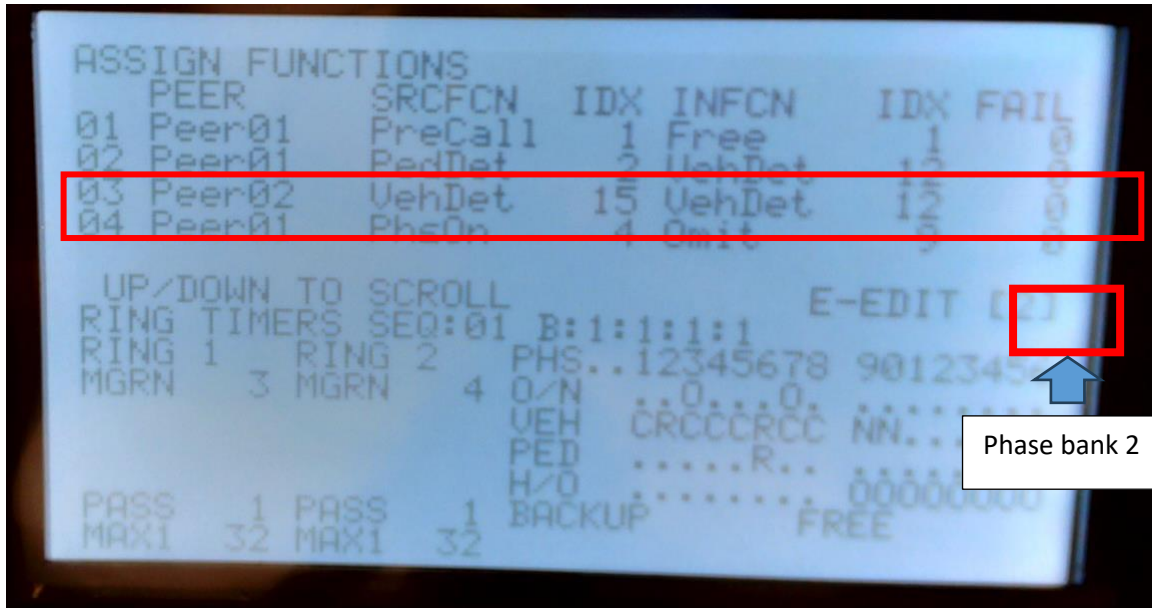 ASSIGN FUNCTIONS
PEER SRCFCN IDX INFCN IDX FAIL
01 Peer01 PreCall 1 Free 1 0
02 Peer01 PedDet 2 VehDet 12 0
03 Peer02 VehDet 15 VehDet 12 0
04 Peer01 PhsOn 4 Omit 9 0
UP/DOWN TO SCROLL E-EDIT [2]
RING TIMERS SEQ:01 B:1:1:1:1
RING 1 RING 2 PHS..12345678 9012345
MGRN 3 MGRN 4 O/N ..O...O. ........
VEH CRCCCRCC NN...
PED .....R..
H/O ........ OOOOOOOO
PASS 1 PASS 1 BACKUP FREE
MAX1 32 MAX1 32
Phase bank 2